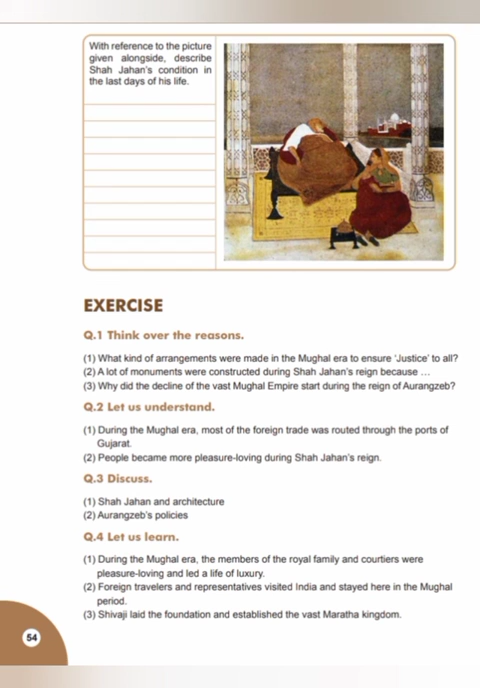 With reference to the picture
given alongside, describe
Shah Jahan's condition in
the last days of his life.
EXERCISE
Q.1 Think over the reasons.
(1) What kind of arrangements were made in the Mughal era to ensure 'Justice' to all?
(2) A lot of monuments were constructed during Shah Jahan's reign because ...
(3) Why did the decline of the vast Mughal Empire start during the reign of Aurangzeb?
Q.2 Let us understand.
(1) During the Mughal era, most of the foreign trade was routed through the ports of
Gujarat.
(2) People became more pleasure-loving during Shah Jahan's reign.
Q.3 Discuss.
(1) Shah Jahan and architecture
(2) Aurangzeb's policies
Q.4 Let us learn.
(1) During the Mughal era, the members of the royal family and courtiers were
pleasure-loving and led a life of luxury.
(2) Foreign travelers and representatives visited India and stayed here in the Mughal
period.
(3) Shivaji laid the foundation and established the vast Maratha kingdom.
54